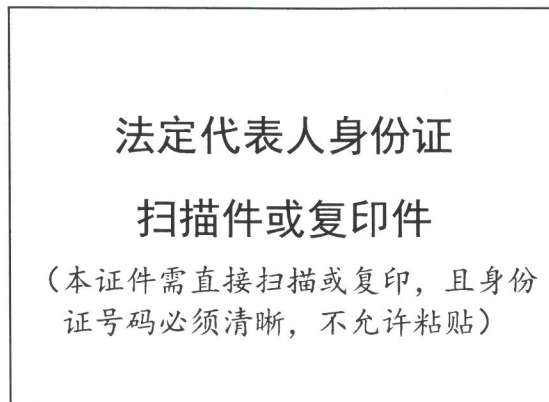 法定代表人身份证
扫描件或复印件
（本证件需直接扫描或复印，且身份
证号码必须清晰，不允许粘贴）